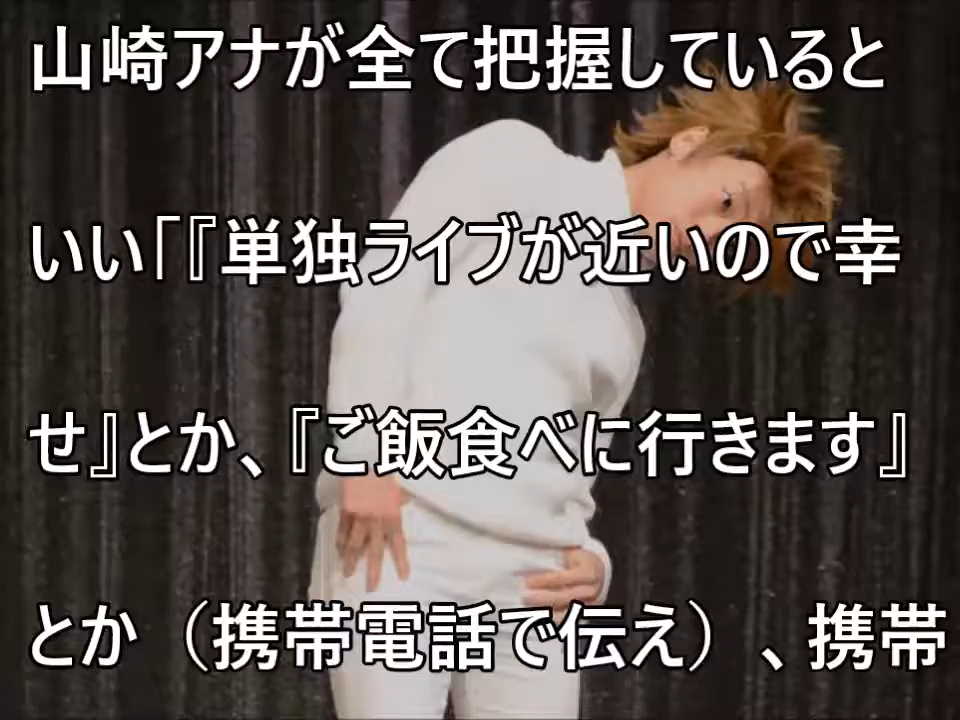 山崎アナが全て把握していると
いい「『単独ライブが近いので幸
せ』とか、『ご飯食べに行きます』
とか（携帯電話で伝え）、携帯